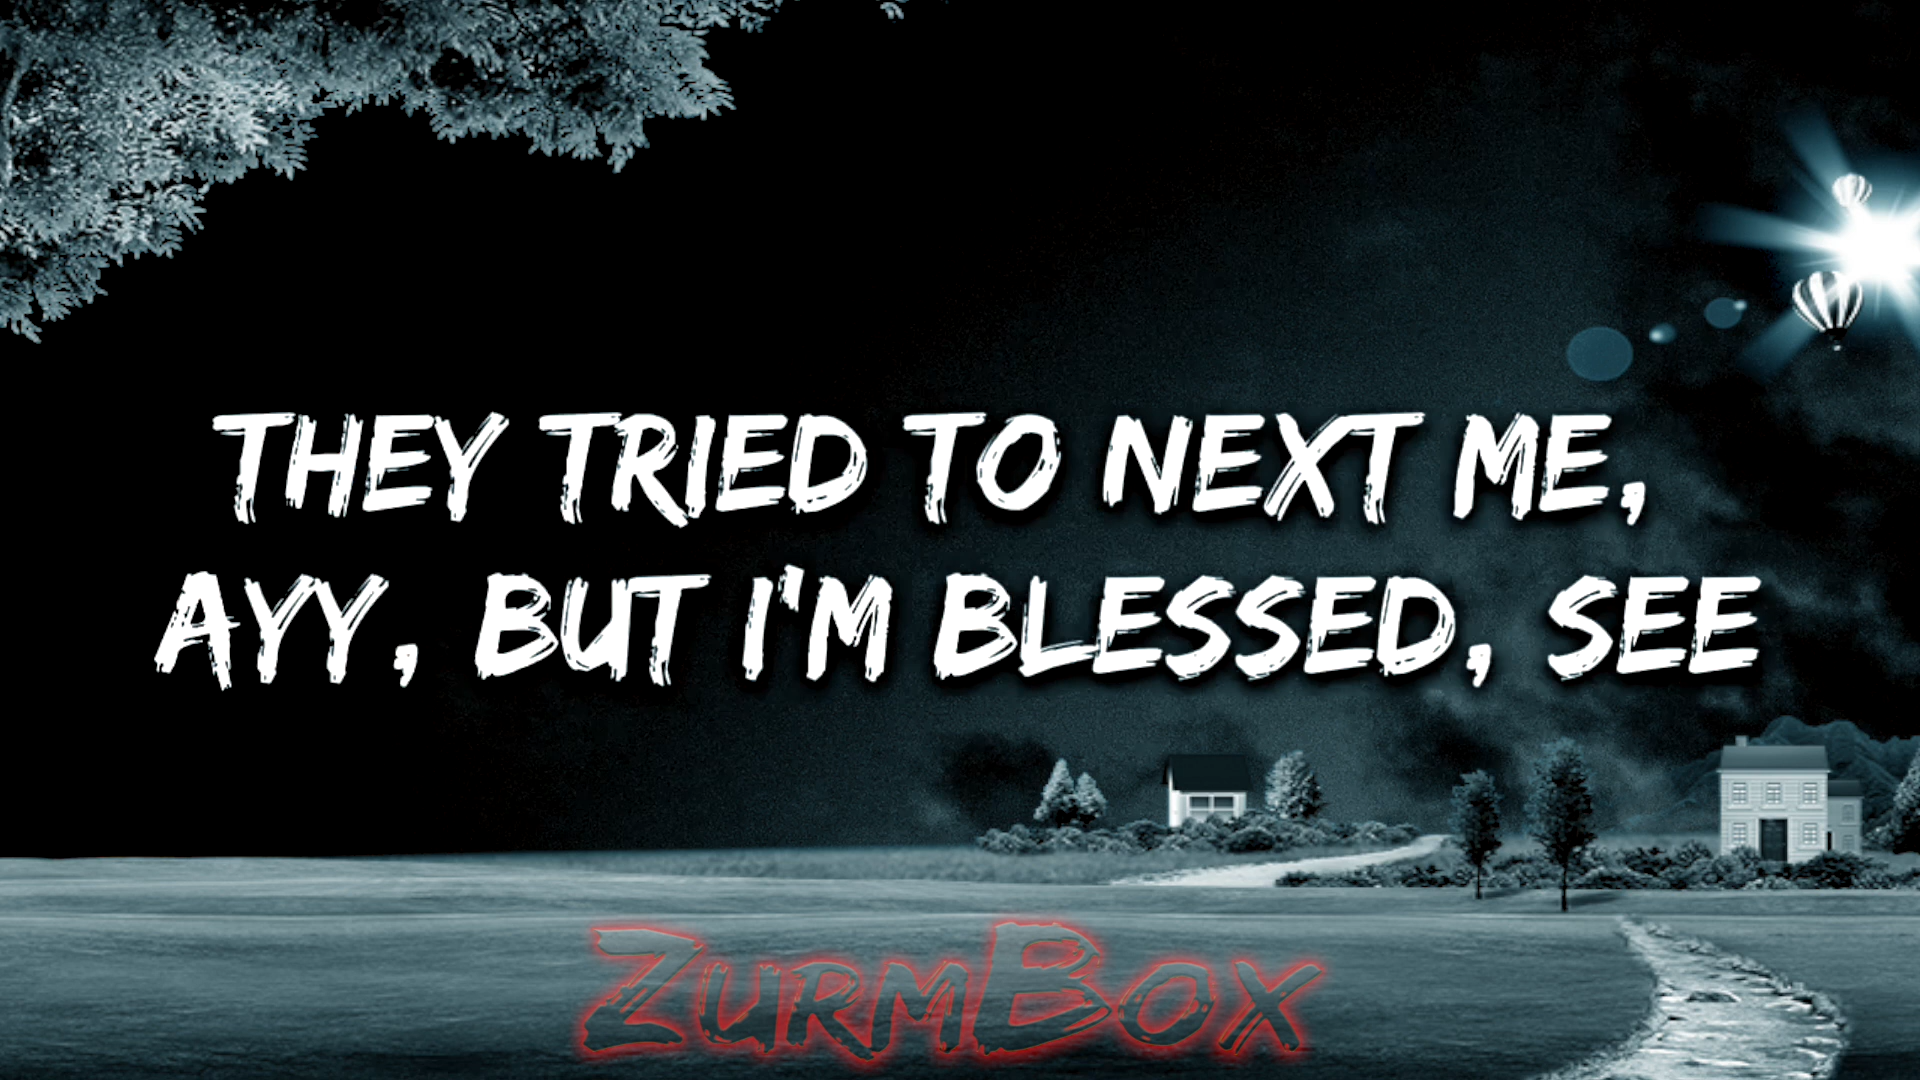 THEY TRIED TO NEXT ME,
AYY, BUT I'M BLESSED, SEE
ZURMBOX